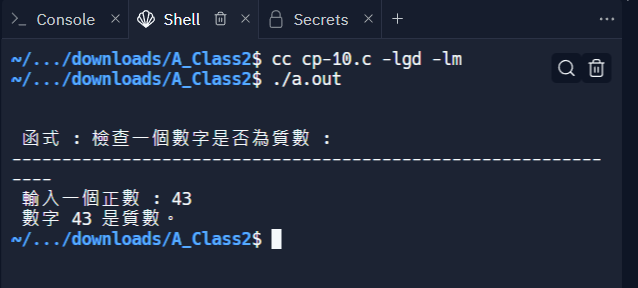 Console
Shell
Secrets
~/.../downloads/A_Class2$ cc cp-10.c -lgd -lm
~/.../downloads/A_Class2$ ./a.out
函式 : 檢查一個數字是否為質數 :
---------------------------------------------------------------
----
輸入一個正數 : 43
數字 43 是質數。
~/.../downloads/A_Class2$